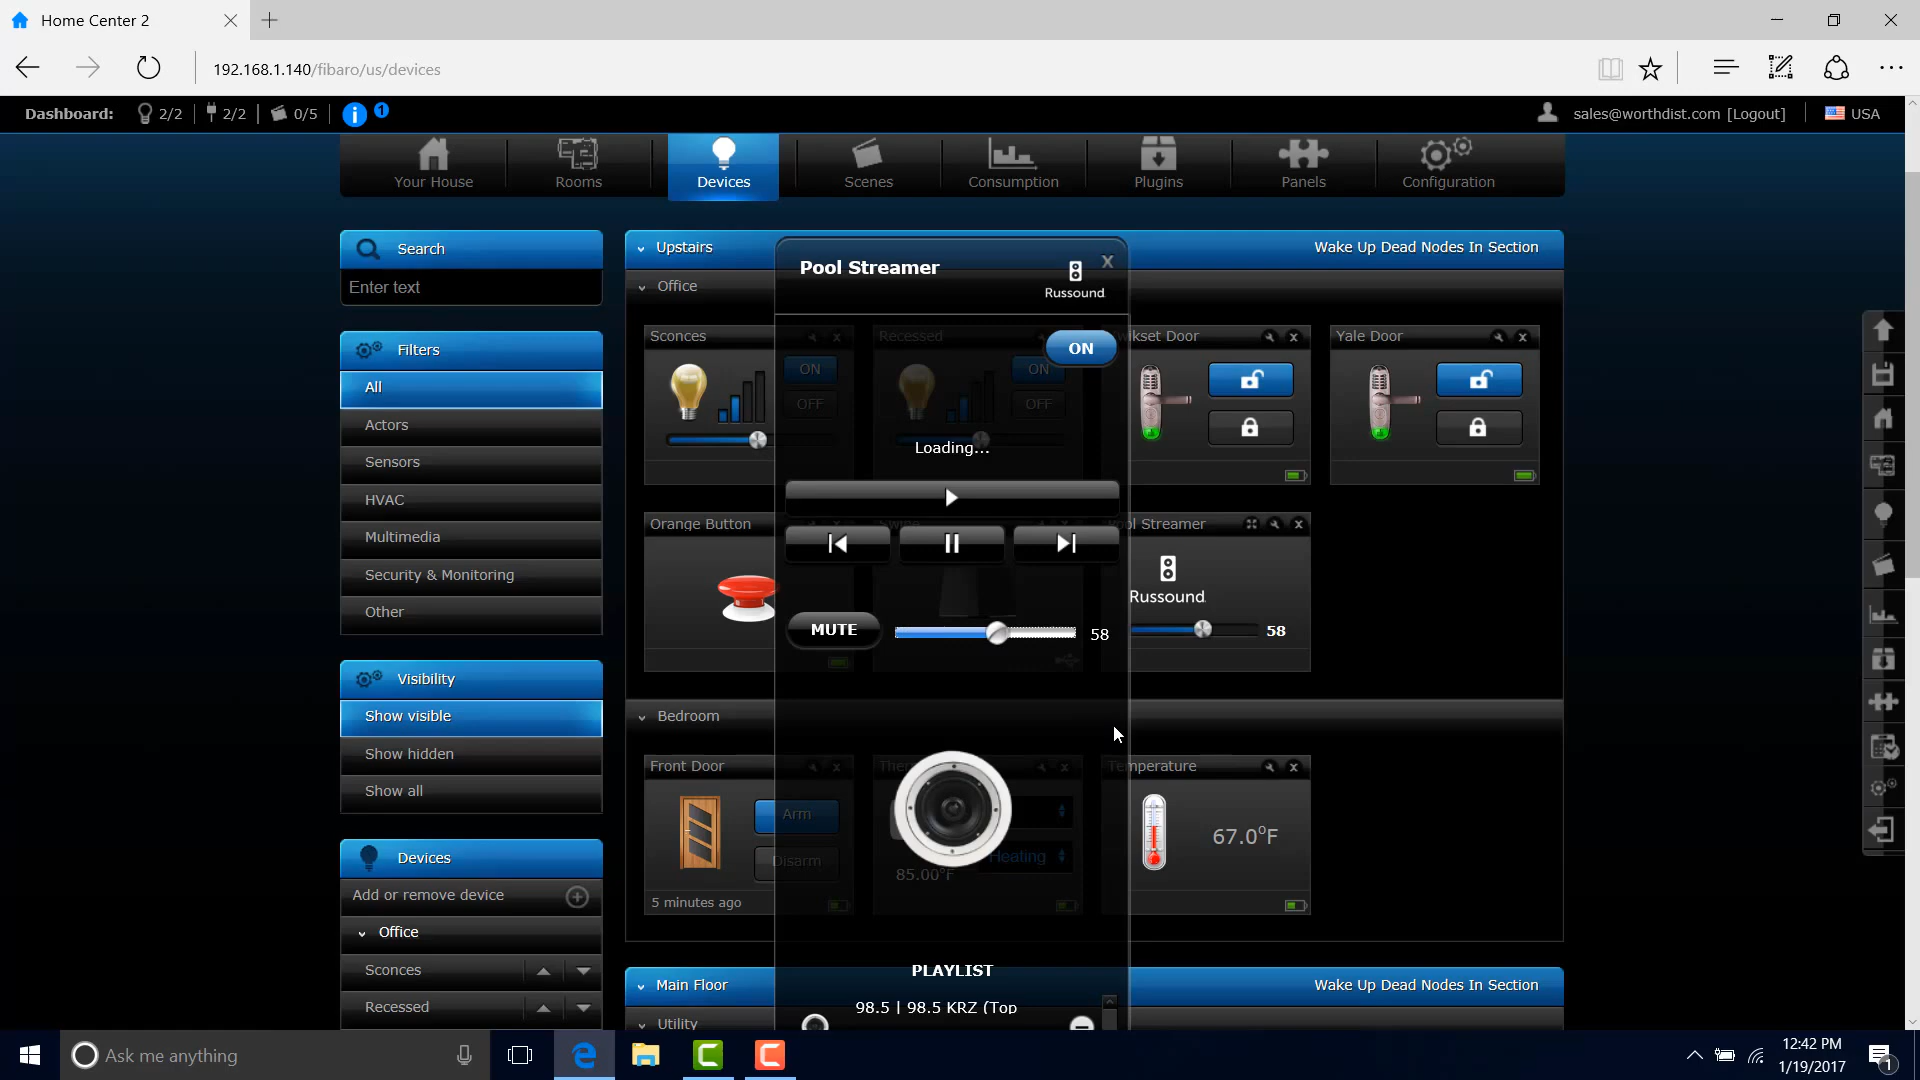 Home Center 2
192.168.1.140/fibaro/us/devices
Dashboard: 2/2 2/2 0/5 1
sales@worthdist.com [Logout] USA
Your House
Rooms
Devices
Scenes
Consumption
Plugins
Panels
Configuration
Search
Enter text
Filters
All
Actors
Sensors
HVAC
Multimedia
Security & Monitoring
Other
Visibility
Show visible
Show hidden
Show all
Devices
Add or remove device
Office
Sconces
Recessed
Upstairs
Wake Up Dead Nodes In Section
Office
Sconces
ON
OFF
Recessed
ON
OFF
Yale Door
Orange Button
Russound
58
Pool Streamer
Russound
X
ON
Loading...
MUTE
58
PLAYLIST
98.5 | 98.5 KRZ (Top
Bedroom
Front Door
Arm
Disarm
5 minutes ago
Heating
85.00°F
Temperature
67.0°F
Main Floor
Wake Up Dead Nodes In Section
Utility
Ask me anything
12:42 PM
1/19/2017
1